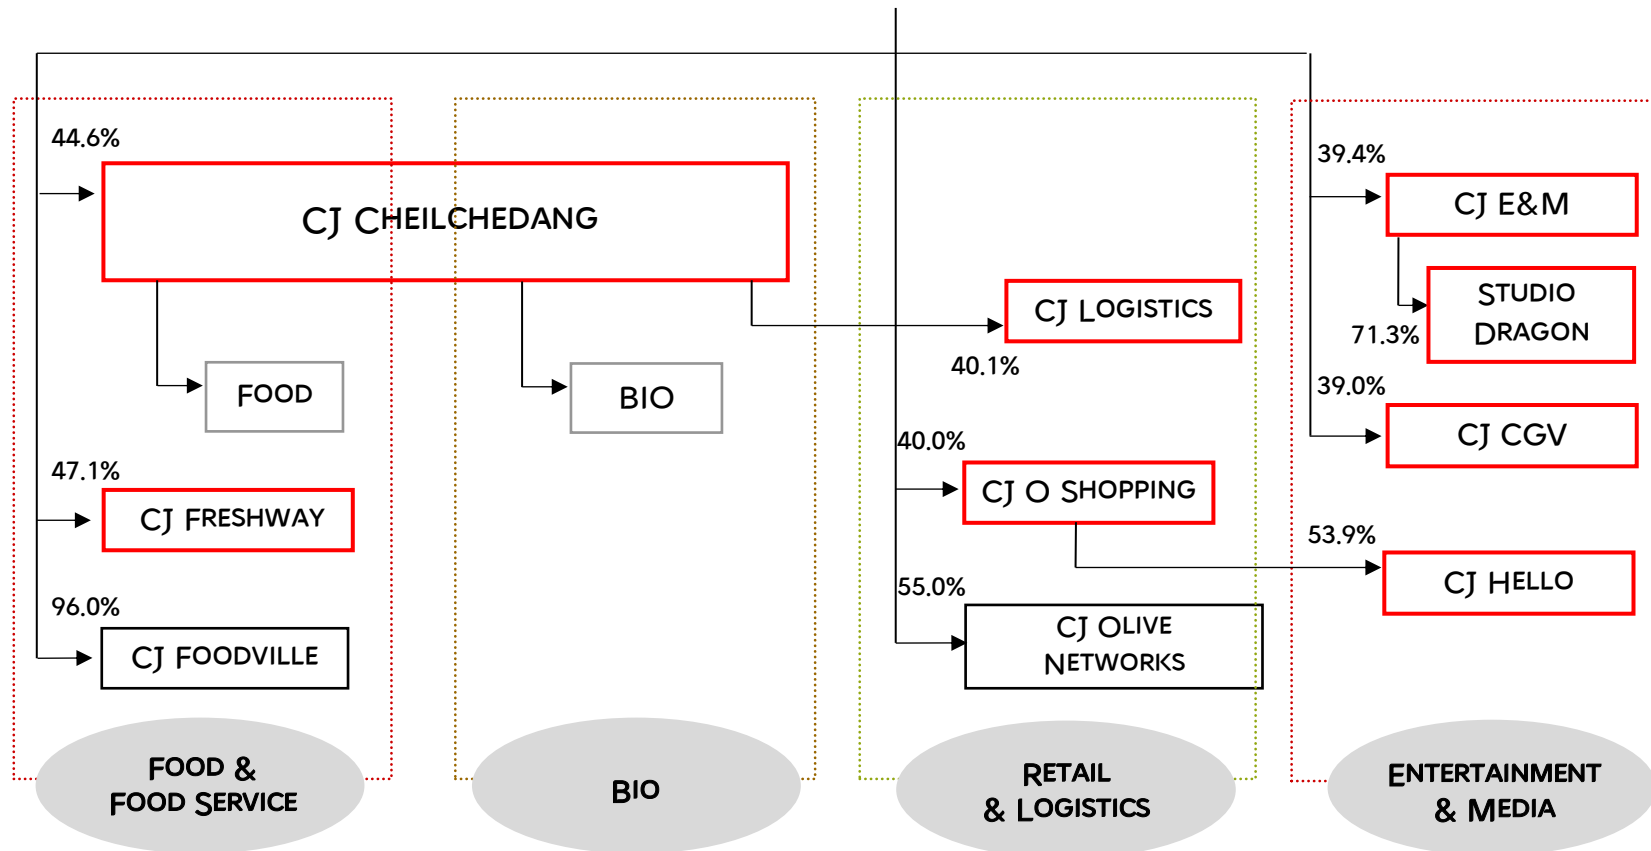 44.6%
CJ CHEILCHEDANG
FOOD
BIO
47.1%
CJ FRESHWAY
96.0%
CJ FOODVILLE
FOOD &
FOOD SERVICE
BIO
CJ LOGISTICS
40.1%
40.0%
CJ O SHOPPING
55.0%
CJ OLIVE
NETWORKS
RETAIL
& LOGISTICS
39.4%
CJ E&M
STUDIO
DRAGON
71.3%
39.0%
CJ CGV
53.9%
CJ HELLO
ENTERTAINMENT
& MEDIA